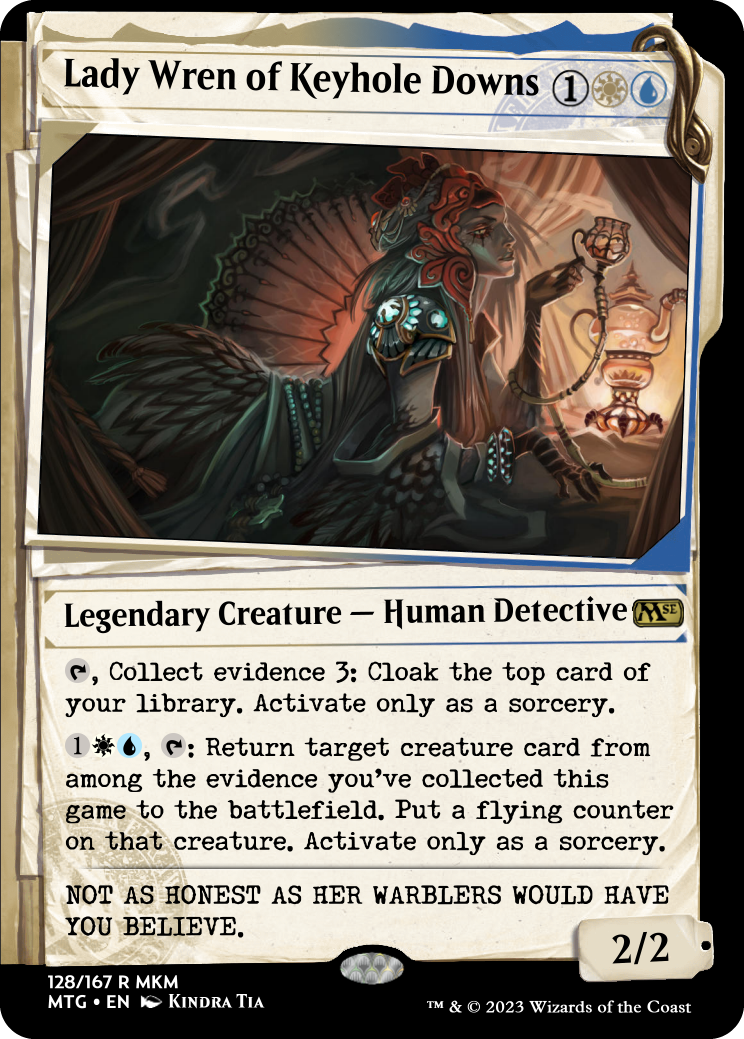 Lady Wren of Keyhole Downs 1
Legendary Creature — Human Detective MSE
, Collect evidence 3: Cloak the top card of
your library. Activate only as a sorcery.
1 , : Return target creature card from
among the evidence you've collected this
game to the battlefield. Put a flying counter
on that creature. Activate only as a sorcery.
NOT AS HONEST AS HER WARBLERS WOULD HAVE
YOU BELIEVE.
2/2
128/167 R MKM
MTG • EN Kindra Tia
™ & © 2023 Wizards of the Coast